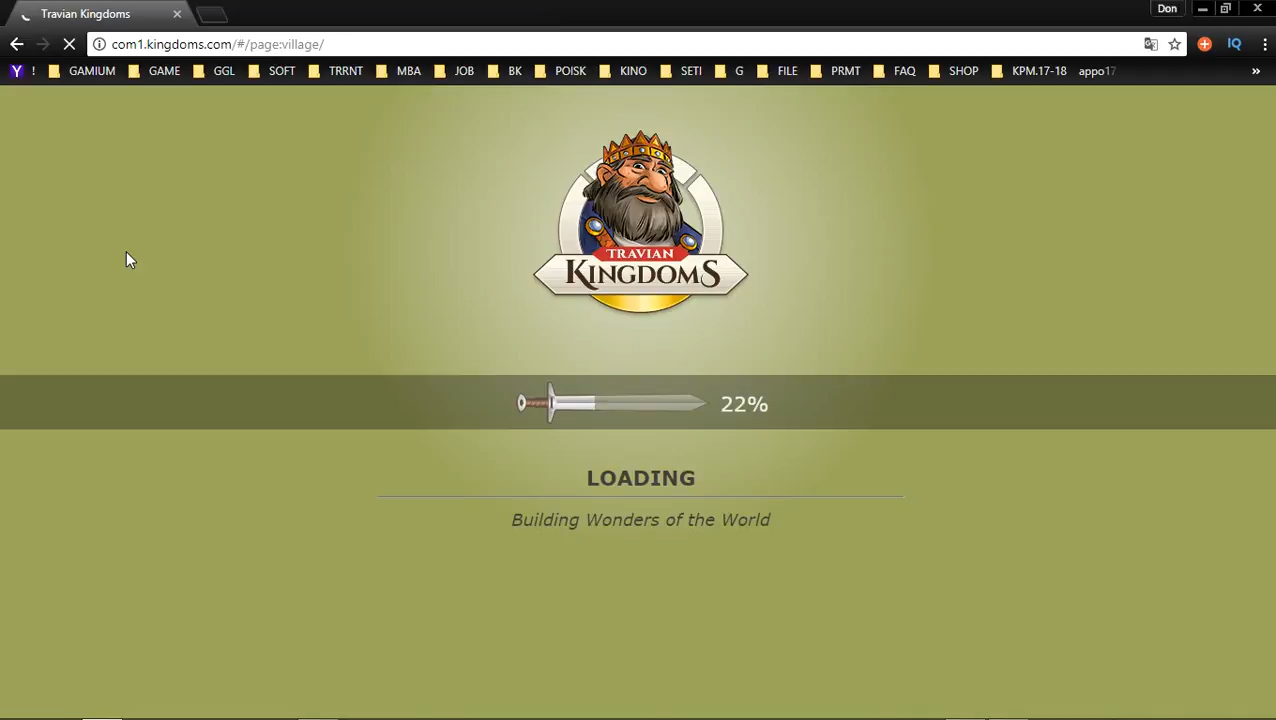 Travian Kingdoms
Don
com1.kingdoms.com/#/page:village/
IQ
Y ! GAMIUM GAME GGL SOFT TRRNT MBA JOB BK POISK KINO SETI G FILE PRMT FAQ SHOP KPM.17-18 appo17 »
TRAVIAN
KINGDOMS
22%
LOADING
Building Wonders of the World